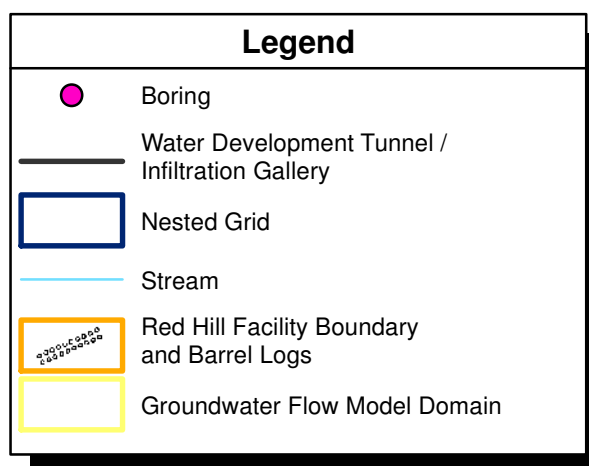 Legend
Boring
Water Development Tunnel /
Infiltration Gallery
Nested Grid
Stream
Red Hill Facility Boundary
and Barrel Logs
Groundwater Flow Model Domain